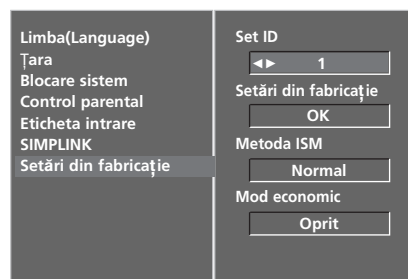 Limba(Language)
Țara
Blocare sistem
Control parental
Eticheta intrare
SIMPLINK
Setări din fabricație
Set ID
◄► 1
Setări din fabricație
OK
Metoda ISM
Normal
Mod economic
Oprit